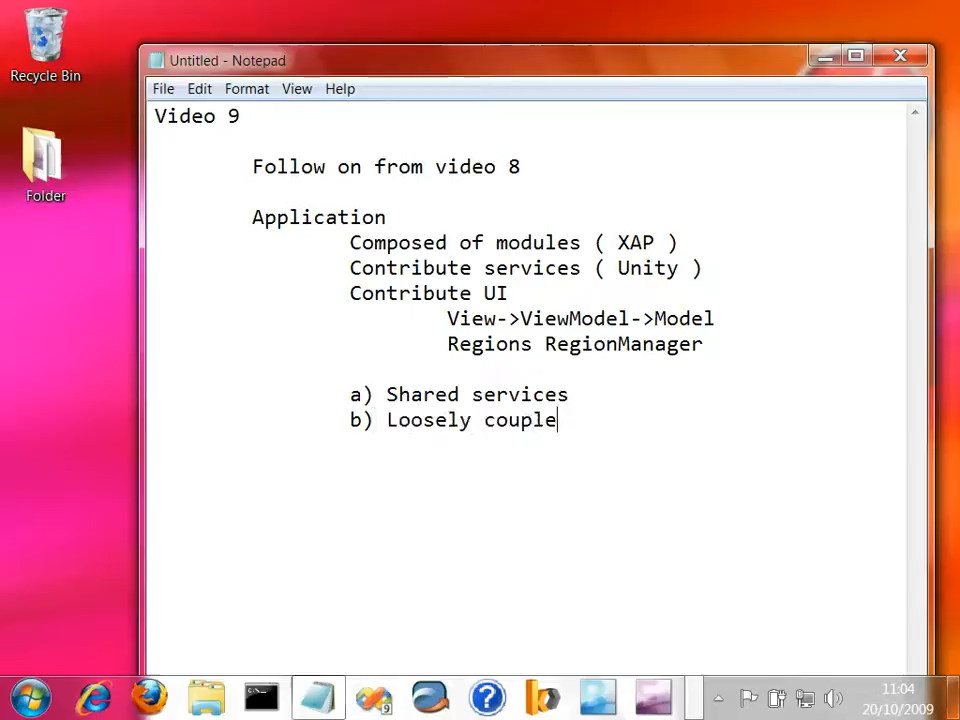 Recycle Bin
Folder
Untitled - Notepad
File Edit Format View Help
Video 9
Follow on from video 8
Application
Composed of modules ( XAP )
Contribute services ( Unity )
Contribute UI
View->ViewModel->Model
Regions RegionManager
a) Shared services
b) Loosely couple
11:04
20/10/2009